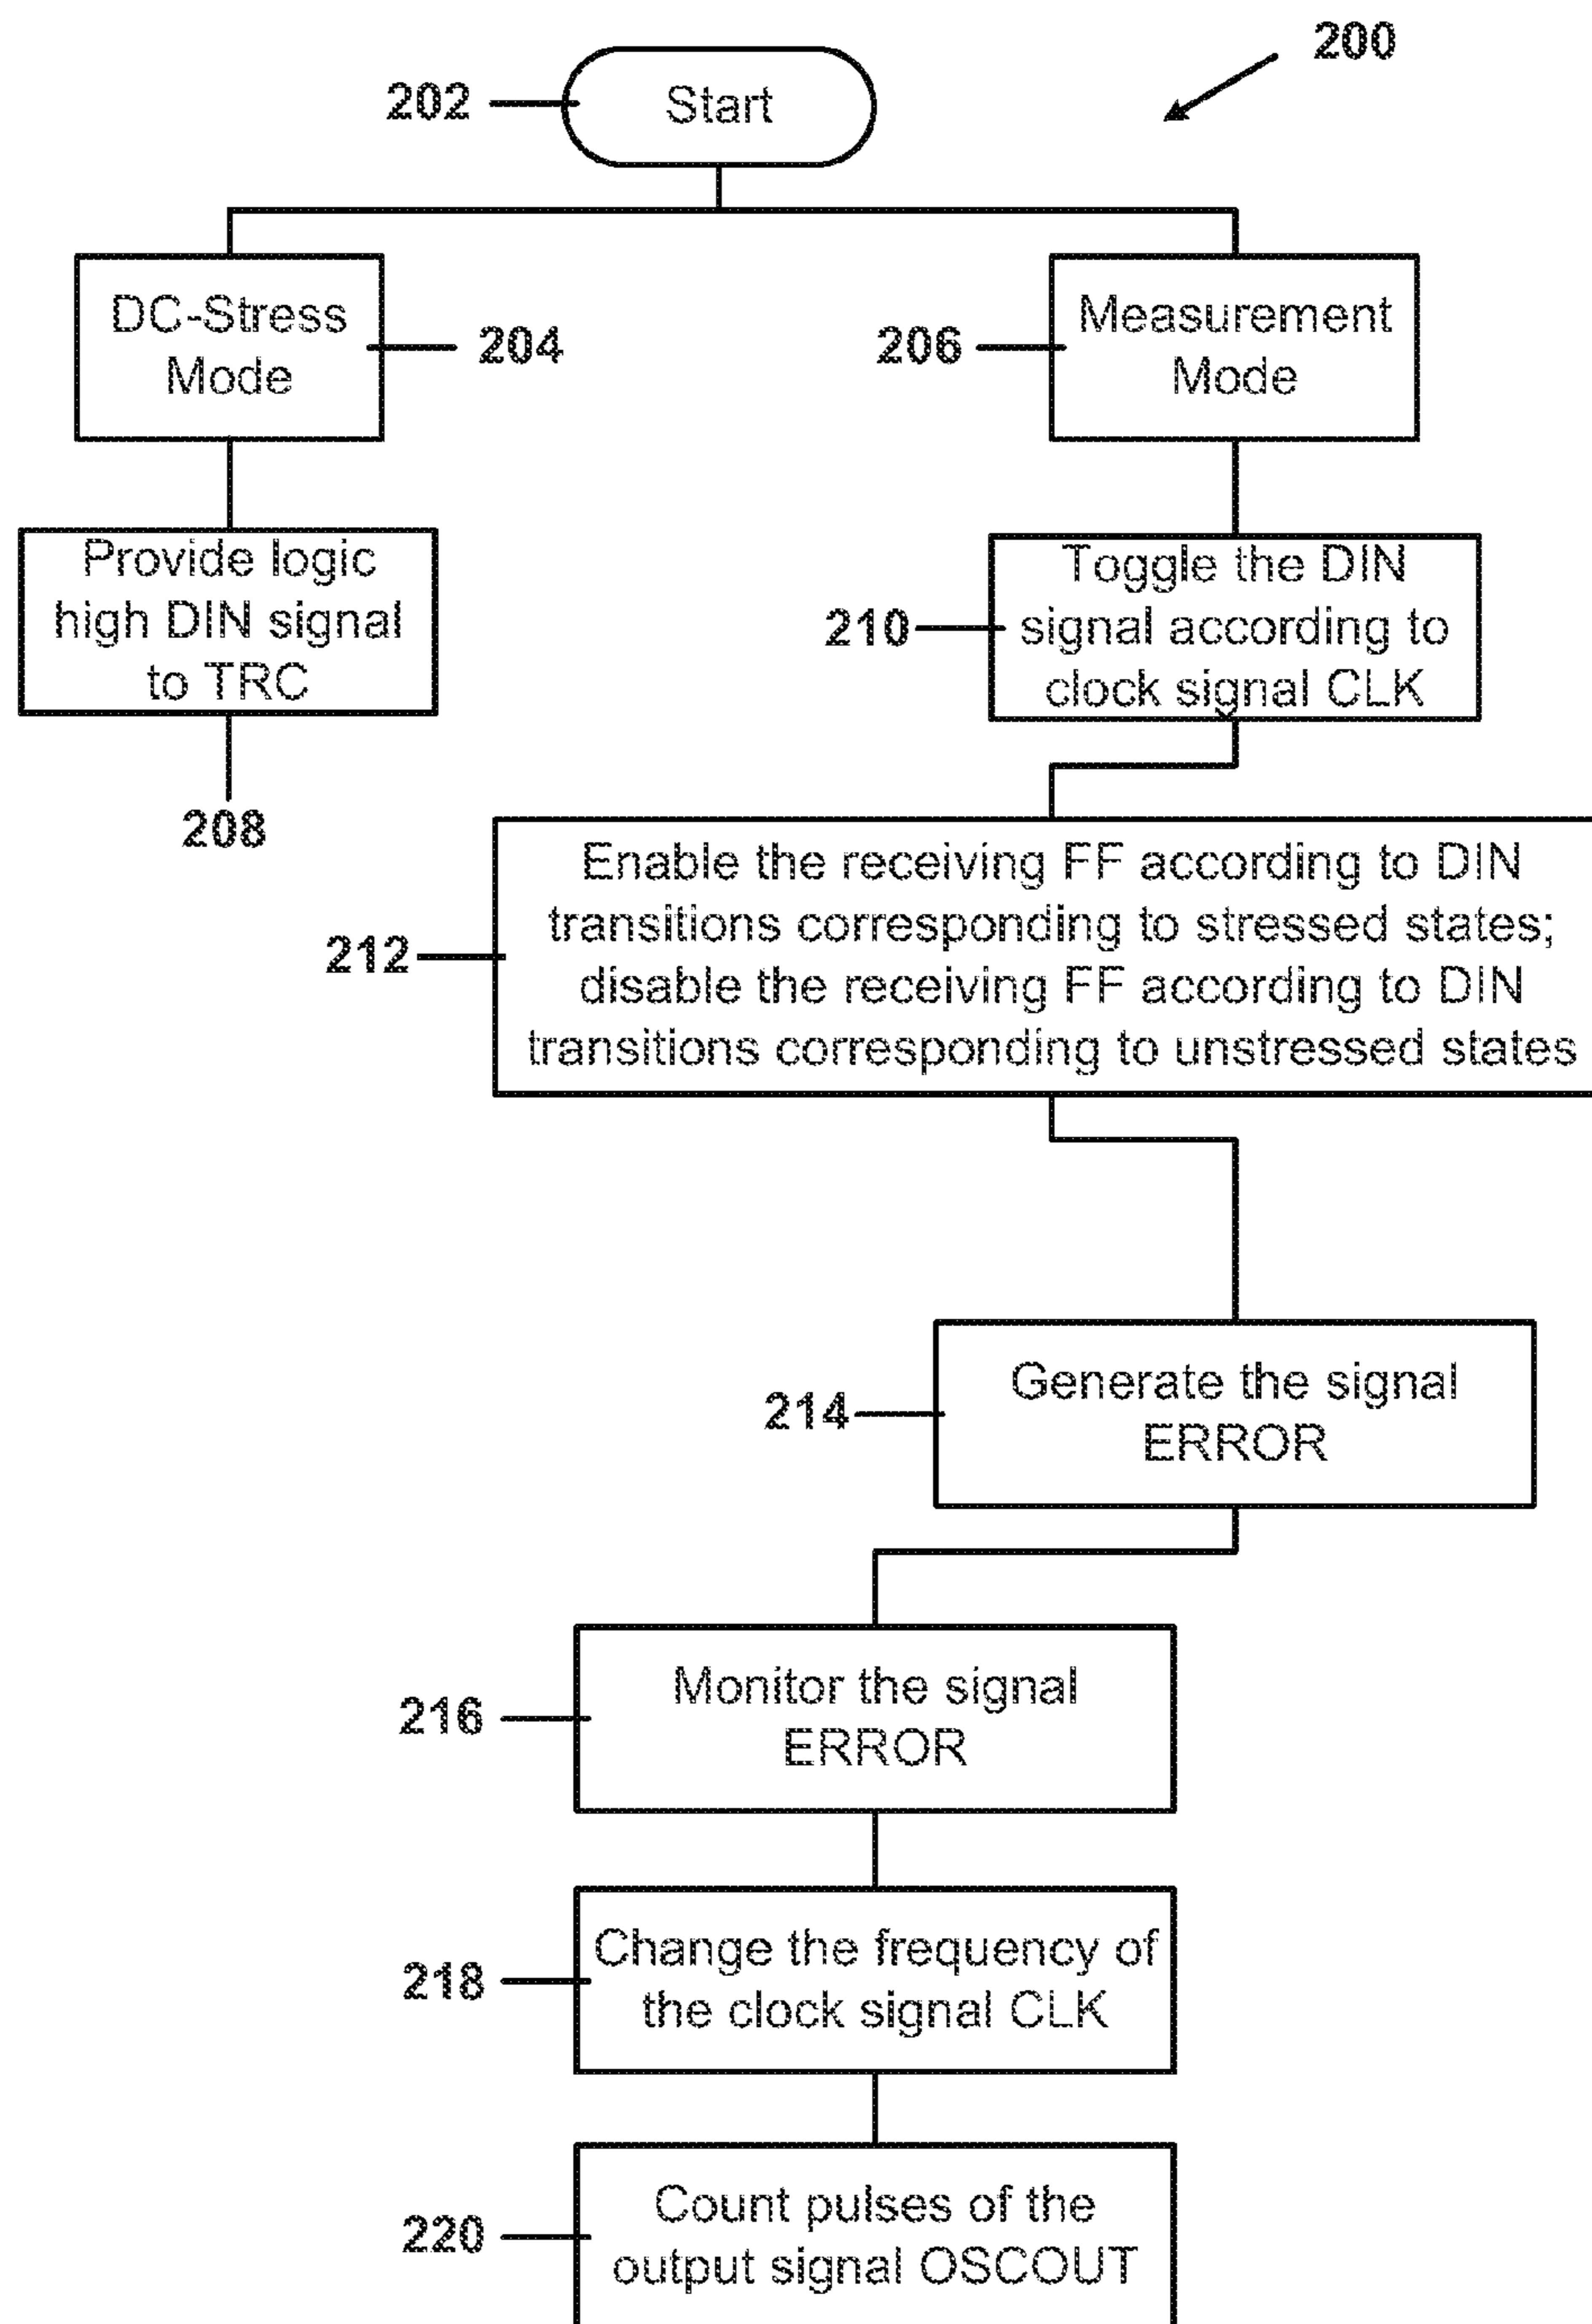 200
202
Start
DC-Stress
Mode
204
206
Measurement
Mode
Provide logic
high DIN signal
to TRC
208
210
Toggle the DIN
signal according to
clock signal CLK
212
Enable the receiving FF according to DIN
transitions corresponding to stressed states;
disable the receiving FF according to DIN
transitions corresponding to unstressed states
214
Generate the signal
ERROR
216
Monitor the signal
ERROR
218
Change the frequency of
the clock signal CLK
220
Count pulses of the
output signal OSCOUT